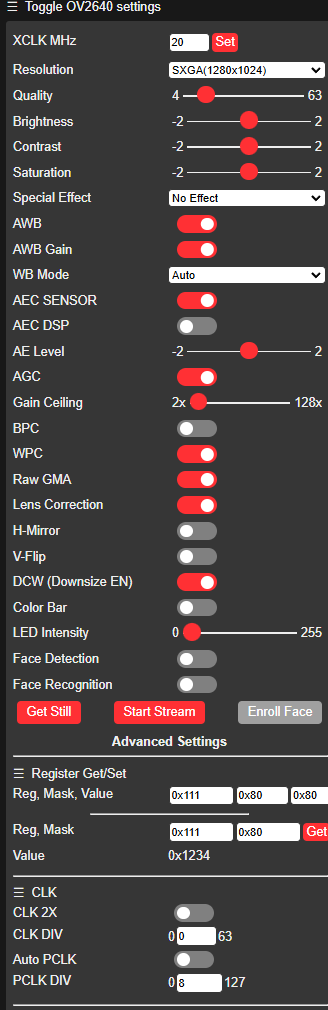 ☰ Toggle OV2640 settings
XCLK MHz 20 Set
Resolution SXGA(1280x1024)
Quality 4 63
Brightness -2 2
Contrast -2 2
Saturation -2 2
Special Effect No Effect
AWB
AWB Gain
WB Mode Auto
AEC SENSOR
AEC DSP
AE Level -2 2
AGC
Gain Ceiling 2x 128x
BPC
WPC
Raw GMA
Lens Correction
H-Mirror
V-Flip
DCW (Downsize EN)
Color Bar
LED Intensity 0 255
Face Detection
Face Recognition
Get Still Start Stream Enroll Face
Advanced Settings
☰ Register Get/Set
Reg, Mask, Value 0x111 0x80 0x80
Reg, Mask 0x111 0x80 Get
Value 0x1234
☰ CLK
CLK 2X
CLK DIV 0 0 63
Auto PCLK
PCLK DIV 0 8 127